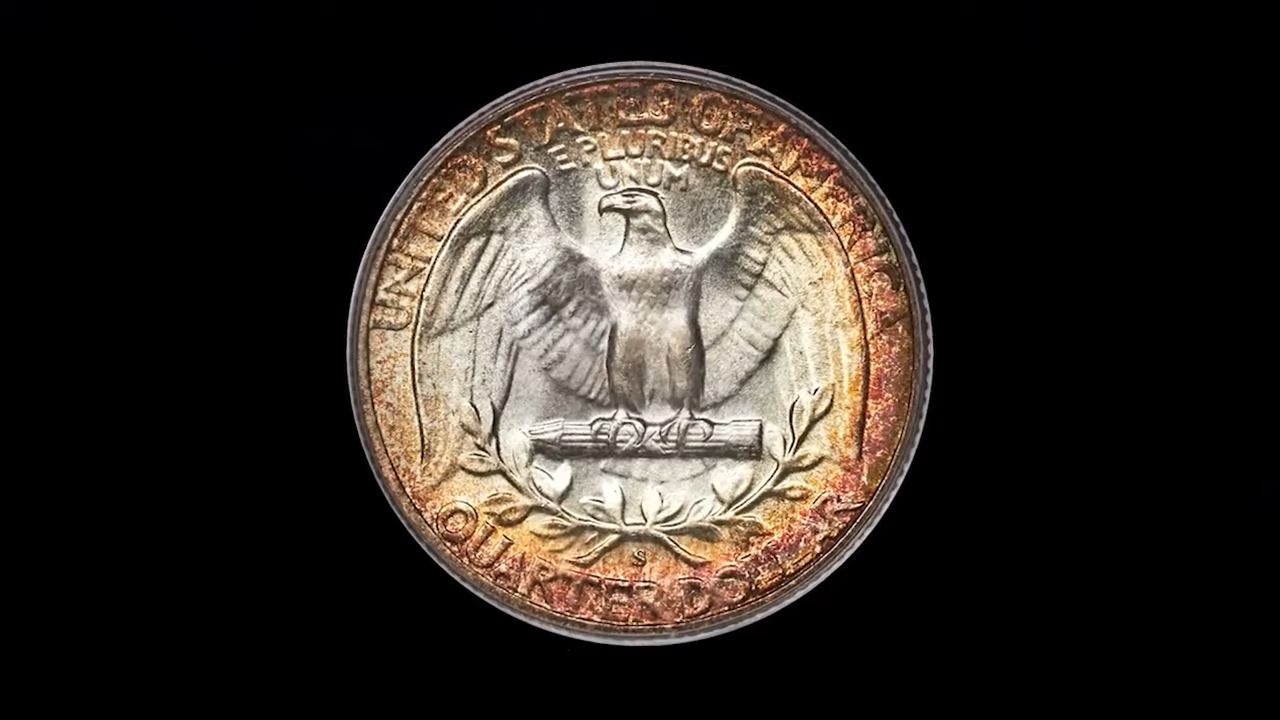 UNITED STATES OF AMERICA
E PLURIBUS
UNUM
S
QUARTER DOLLAR